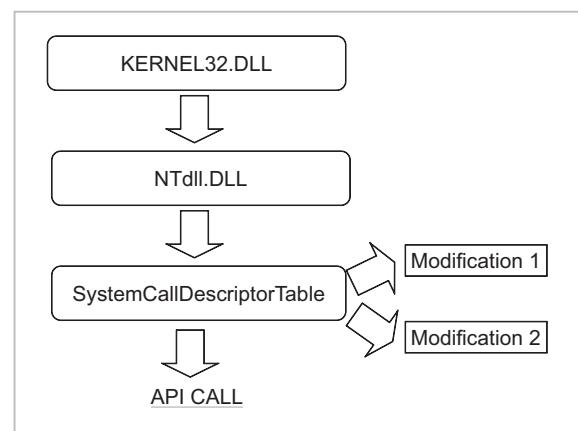 KERNEL32.DLL
NTdll.DLL
SystemCallDescriptorTable
Modification 1
Modification 2
API CALL